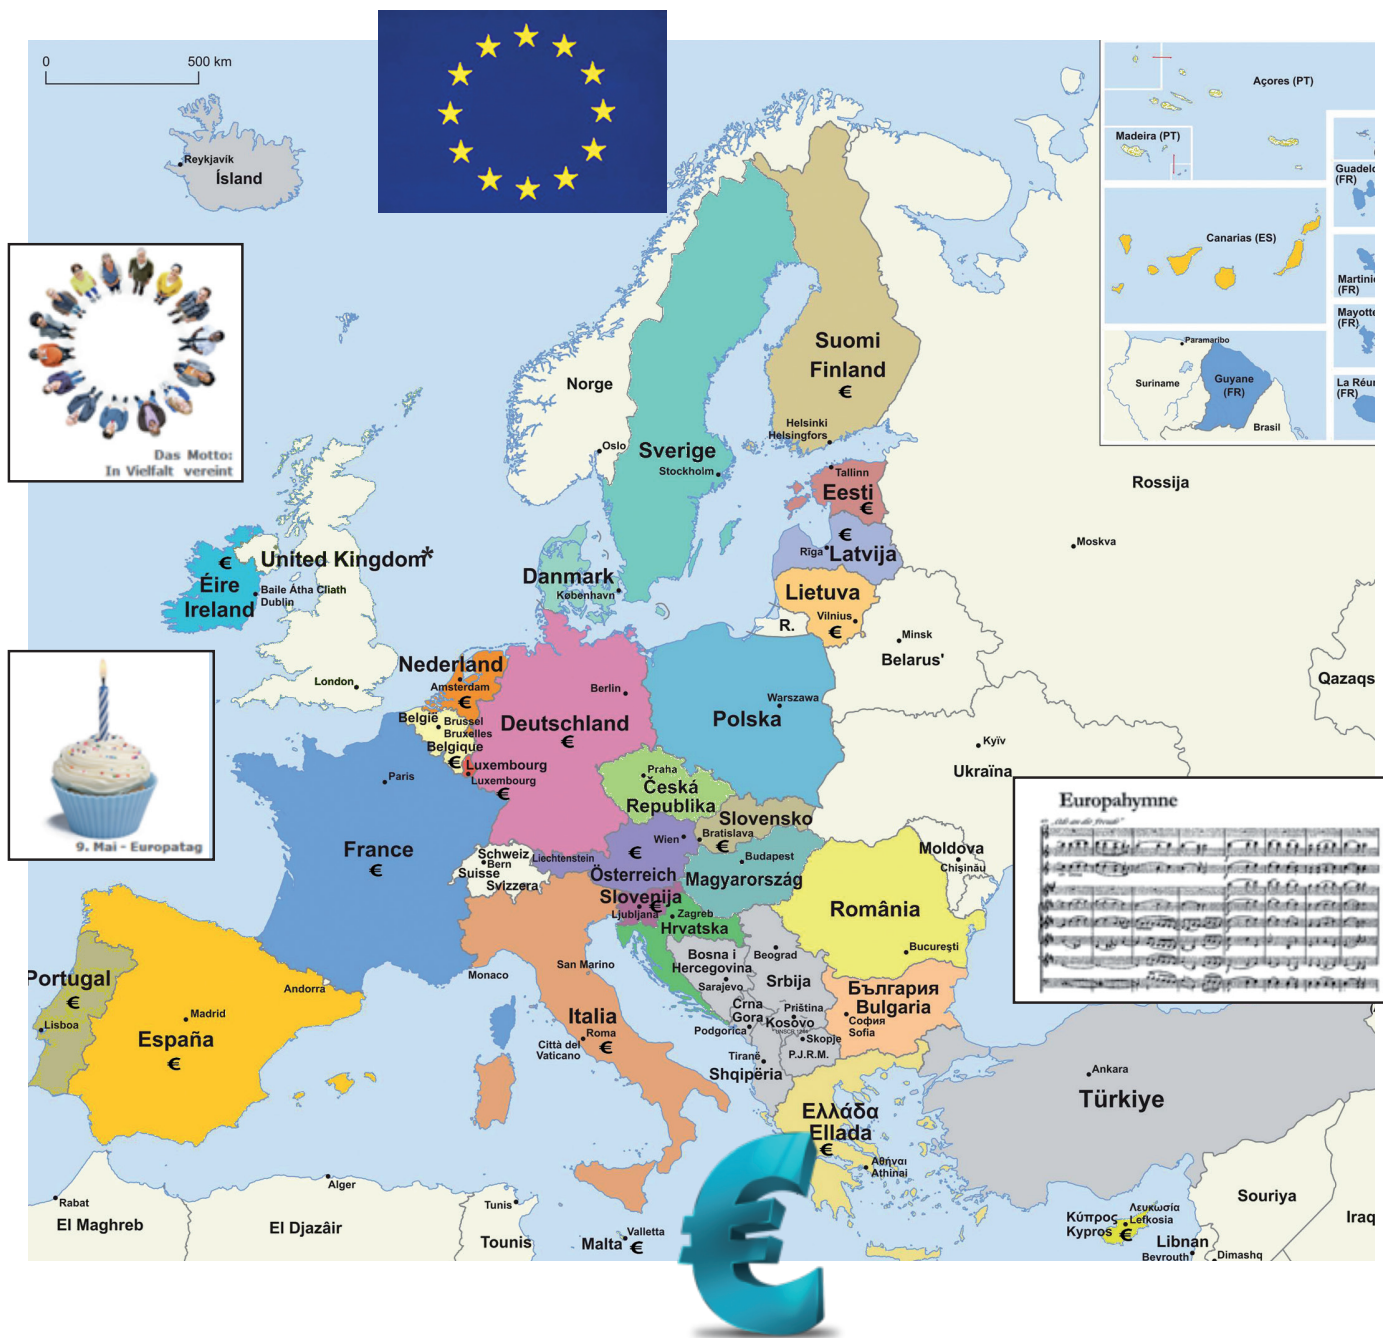 0 500 km
Reykjavik
Ísland
Açores (PT)
Madeira (PT)
(FR)
Canarias (ES)
(FR)
Mayotte
(FR)
Paramaribo
Suriname
Guyane
(FR)
Brasil
(FR)
Das Motto:
In Vielfalt vereint
Norge
Oslo
Sverige
Stockholm
Suomi
Finland
€
Helsinki
Helsingfors
Tallinn
Eesti
€
€
Rīga
Latvija
Lietuva
Vilnius
€
R.
Rossija
Moskva
Minsk
Belarus'
United Kingdom*
€
Éire
Ireland
Baile Átha Cliath
Dublin
London
Danmark
København
Nederland
Amsterdam
€
België
Brussel
Bruxelles
Belgique
€
Luxembourg
Luxembourg
€
Berlin
Deutschland
€
Warszawa
Polska
Kyïv
Ukraïna
9. Mai - Europatag
Paris
France
€
Praha
Česká
Republika
Slovensko
Bratislava
€
Wien
€
Österreich
Liechtenstein
Schweiz
Bern
Suisse
Svizzera
Budapest
Magyarország
Slovenija
Ljubljana
€
Zagreb
Hrvatska
Moldova
Chişinău
România
Bucureşti
Europahymne
„Ode an die Freude"
Portugal
€
Lisboa
Madrid
España
€
Andorra
Monaco
San Marino
Italia
Roma
€
Città del
Vaticano
Bosna i
Hercegovina
Sarajevo
Beograd
Srbija
Crna
Gora
Podgorica
Priština
Kosovo
Skopje
P.J.R.M.
Tiranë
Shqipëria
България
Bulgaria
София
Sofia
Ελλάδα
Ellada
€
Αθήναι
Athinai
Ankara
Türkiye
Rabat
El Maghreb
Alger
El Djazâir
Tunis
Tounis
Valletta
Malta
€
€
Κύπρος
Kypros
Λευκωσία
Lefkosia
€
Libnan
Beyrouth
Dimashq
Souriya